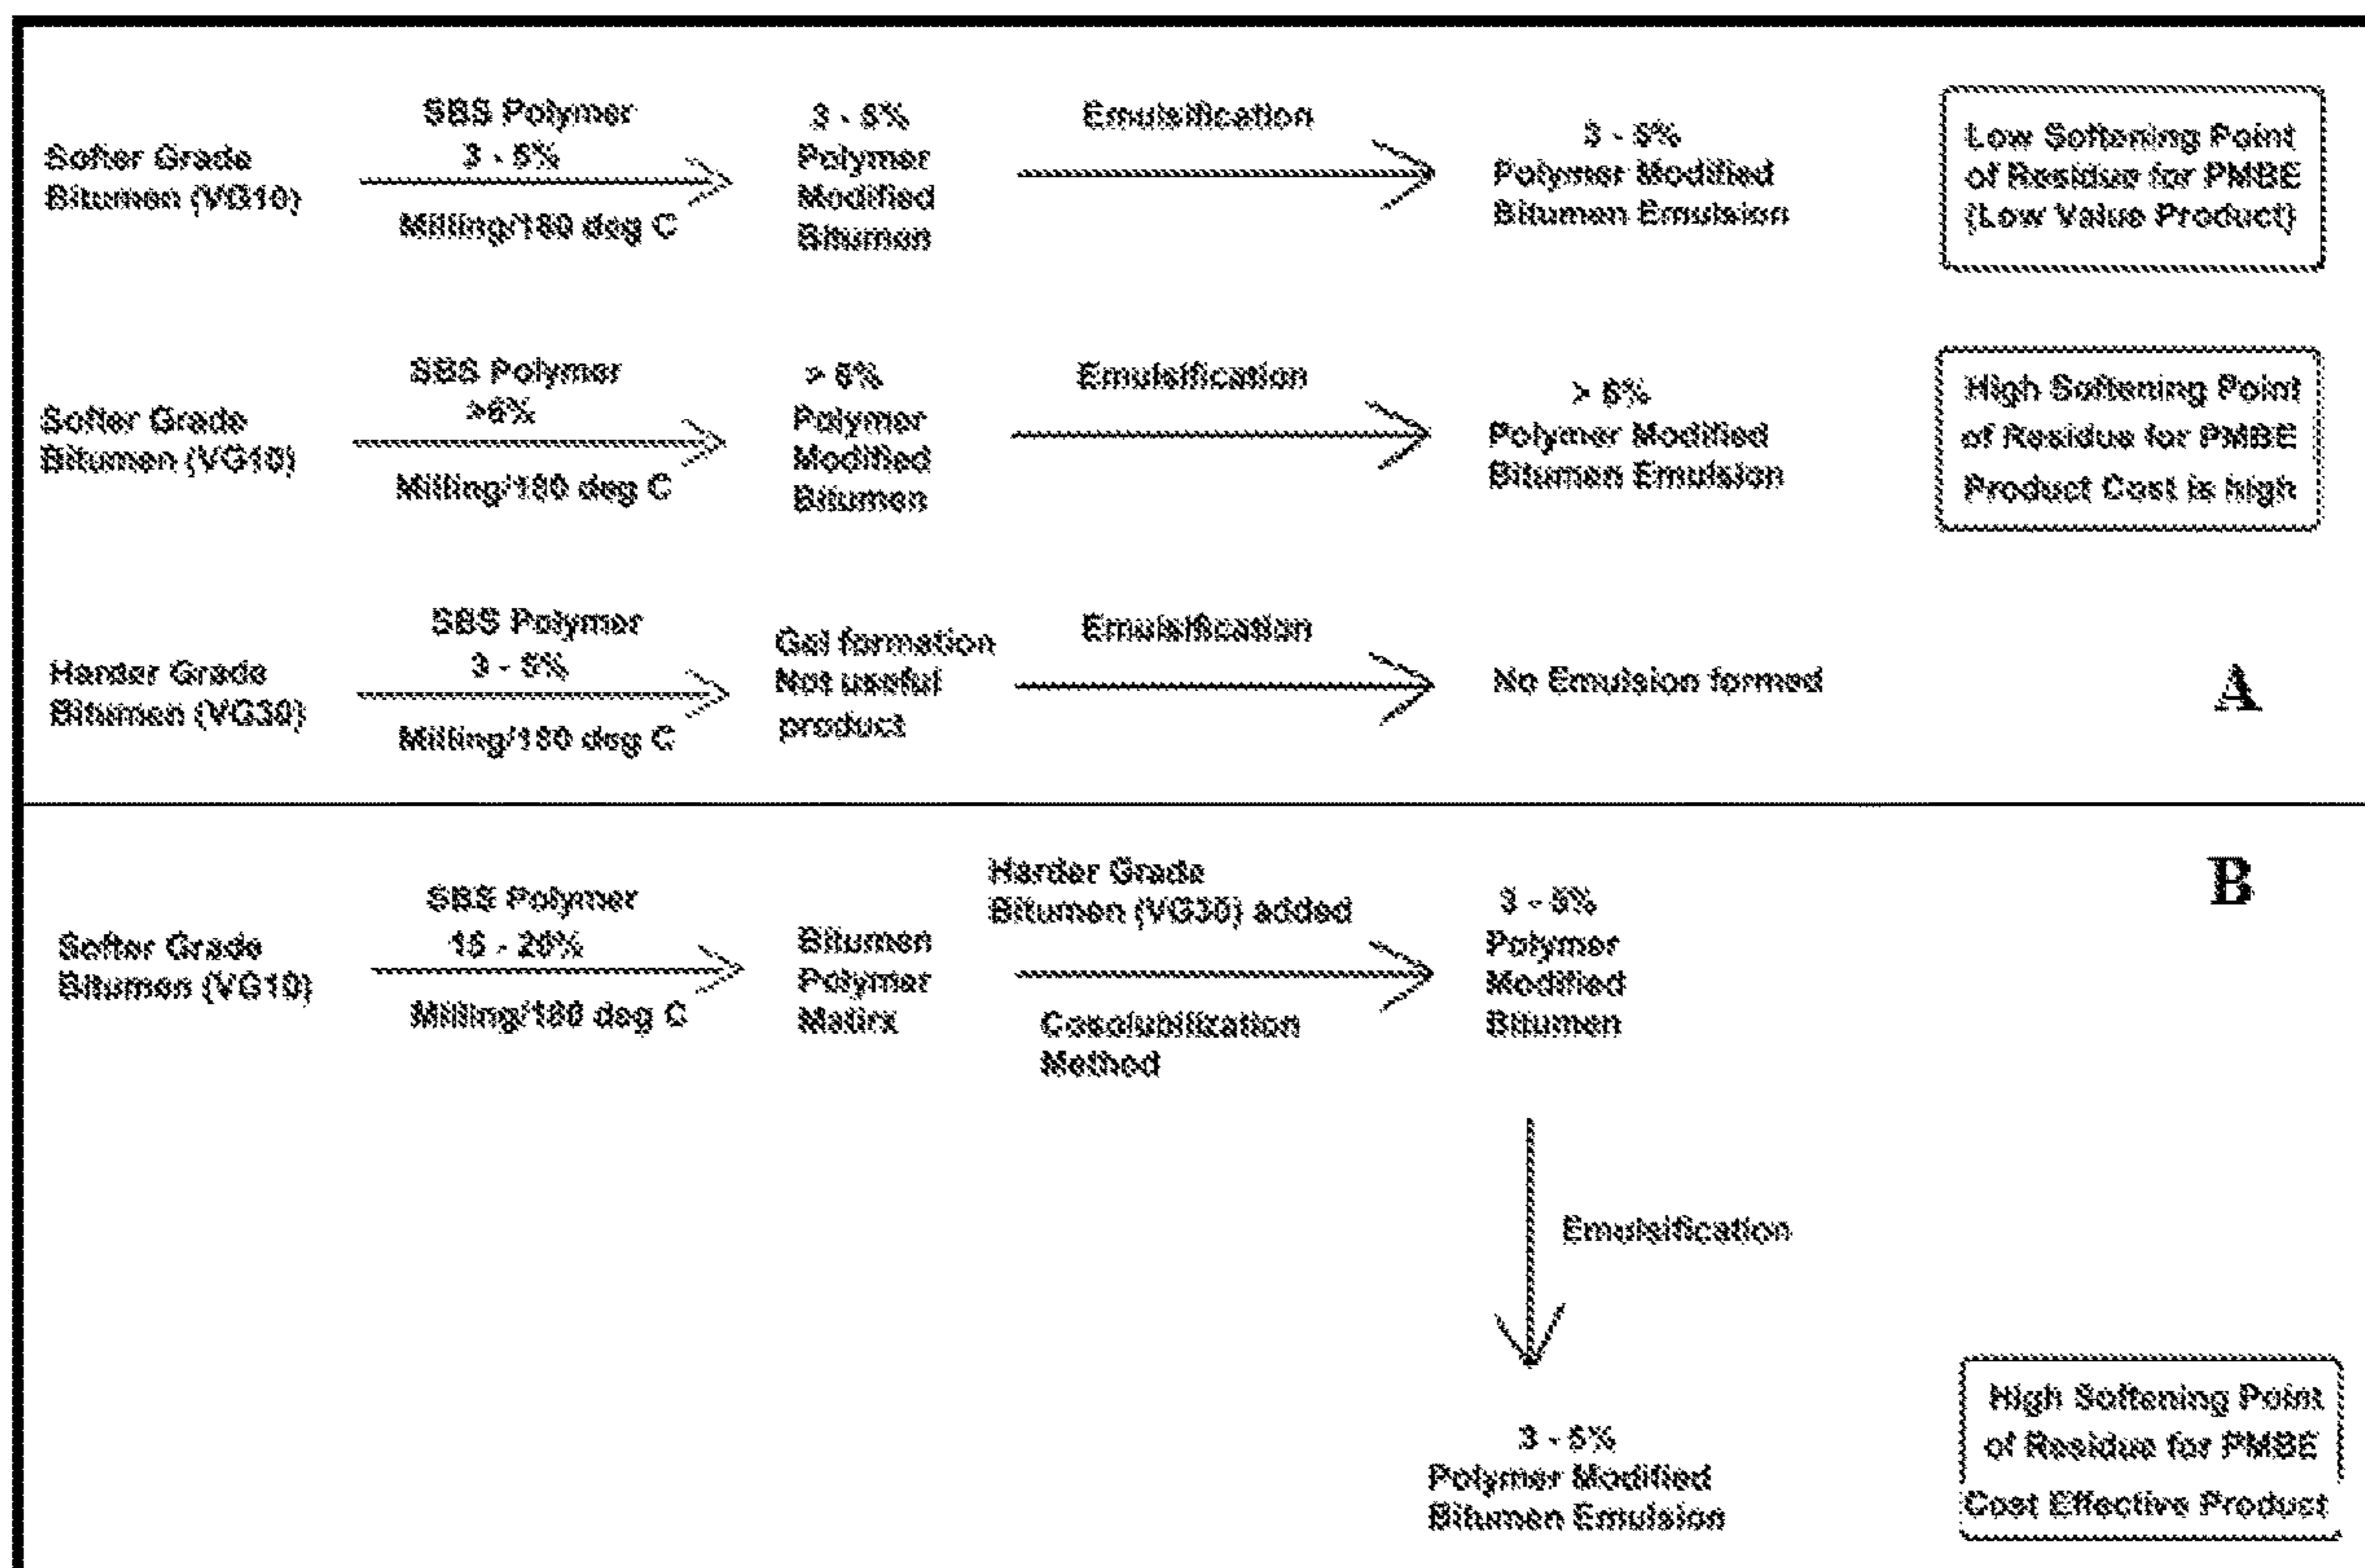 SBS Polymer
3 - 5%
Softer Grade
Bitumen (VG10)
Milling/180 deg C
3 - 5%
Polymer
Modified
Bitumen
Emulsification
3 - 5%
Polymer Modified
Bitumen Emulsion
Low Softening Point
of Residue for PMBE
(Low Value Product)
SBS Polymer
>6%
Softer Grade
Bitumen (VG10)
Milling/180 deg C
> 6%
Polymer
Modified
Bitumen
Emulsification
> 6%
Polymer Modified
Bitumen Emulsion
High Softening Point
of Residue for PMBE
Product Cost is high
SBS Polymer
3 - 5%
Harder Grade
Bitumen (VG30)
Milling/180 deg C
Gel formation
Not useful
product
Emulsification
No Emulsion formed
A
B
SBS Polymer
15 - 20%
Softer Grade
Bitumen (VG10)
Milling/180 deg C
Bitumen
Polymer
Matirx
Harder Grade
Bitumen (VG30) added
Cosolubilization
Method
3 - 5%
Polymer
Modified
Bitumen
Emulsification
3 - 5%
Polymer Modified
Bitumen Emulsion
High Softening Point
of Residue for PMBE
Cost Effective Product